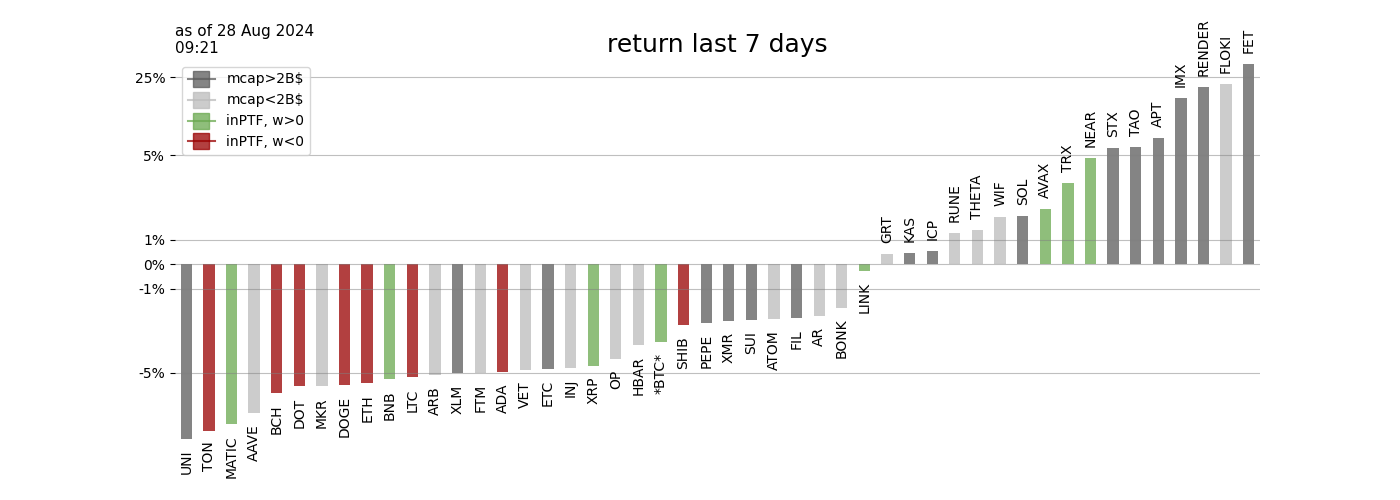 as of 28 Aug 2024
09:21
return last 7 days
mcap>2B$
mcap<2B$
inPTF, w>0
inPTF, w<0
25%
5%
1%
0%
-1%
-5%
UNI
TON
MATIC
AAVE
BCH
DOT
MKR
DOGE
ETH
BNB
LTC
ARB
XLM
FTM
ADA
VET
ETC
INJ
XRP
OP
HBAR
*BTC*
SHIB
PEPE
XMR
SUI
ATOM
FIL
AR
BONK
LINK
GRT
KAS
ICP
RUNE
THETA
WIF
SOL
AVAX
TRX
NEAR
STX
TAO
APT
IMX
RENDER
FLOKI
FET